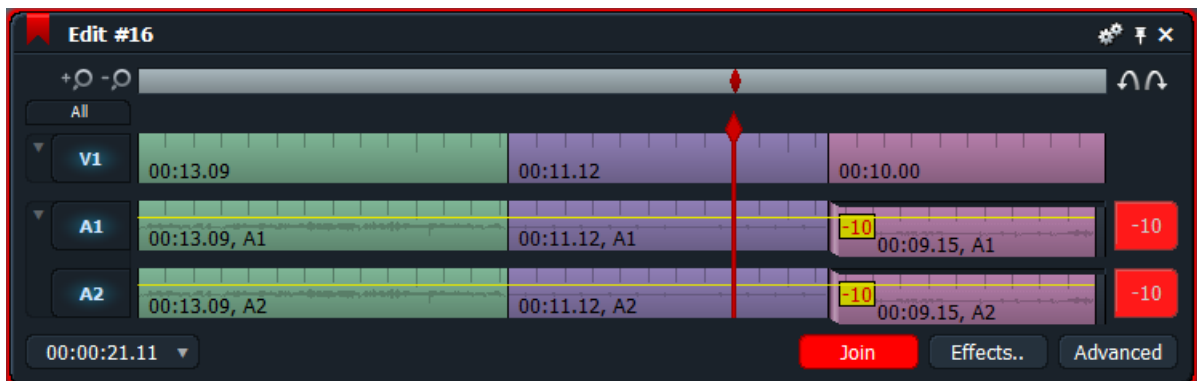 Edit #16
All
V1 00:13.09 00:11.12 00:10.00
A1 00:13.09, A1 00:11.12, A1 -10 00:09.15, A1 -10
A2 00:13.09, A2 00:11.12, A2 -10 00:09.15, A2 -10
00:00:21.11 Join Effects.. Advanced